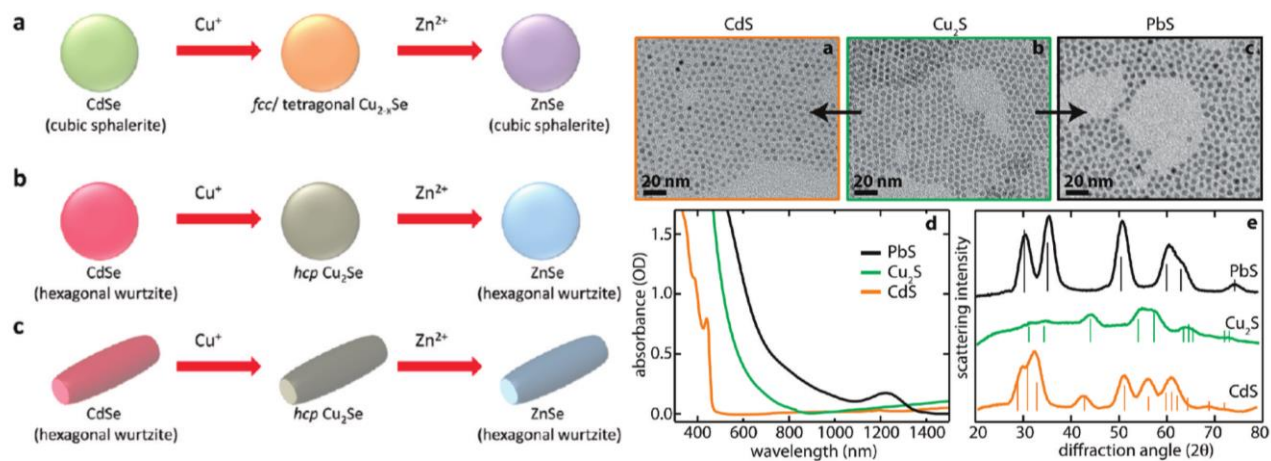 a
Cu⁺
Zn²⁺
CdSe
(cubic sphalerite)
fcc/ tetragonal Cu₂₋ₓSe
ZnSe
(cubic sphalerite)
b
Cu⁺
Zn²⁺
CdSe
(hexagonal wurtzite)
hcp Cu₂Se
ZnSe
(hexagonal wurtzite)
c
Cu⁺
Zn²⁺
CdSe
(hexagonal wurtzite)
hcp Cu₂Se
ZnSe
(hexagonal wurtzite)
CdS
Cu₂S
PbS
a
b
c
20 nm
20 nm
20 nm
absorbance (OD)
1.5
1.0
0.5
0.0
d
PbS
Cu₂S
CdS
400 600 800 1000 1200 1400
wavelength (nm)
scattering intensity
e
PbS
Cu₂S
CdS
20 30 40 50 60 70 80
diffraction angle (2θ)